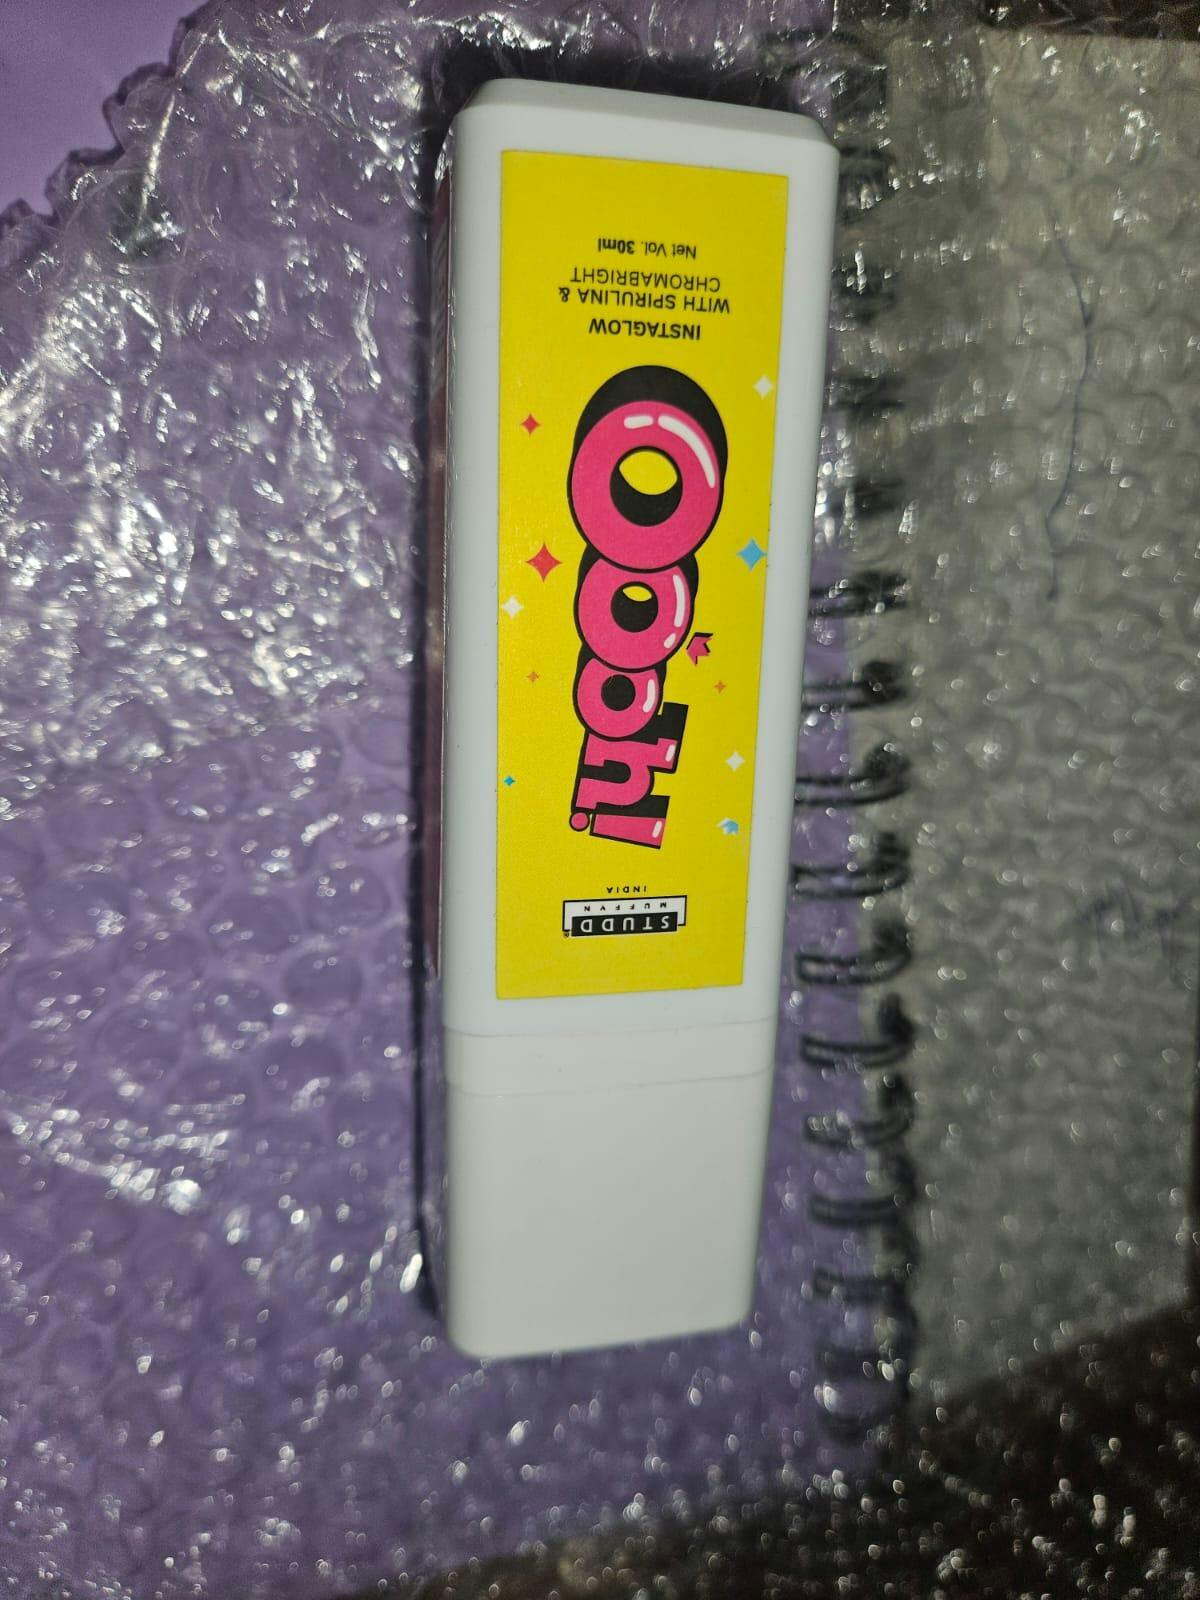 STUDD
MUFFYN
INDIA
OOoh!
INSTAGLOW
WITH SPIRULINA &
CHROMABRIGHT
Net Vol. 30ml